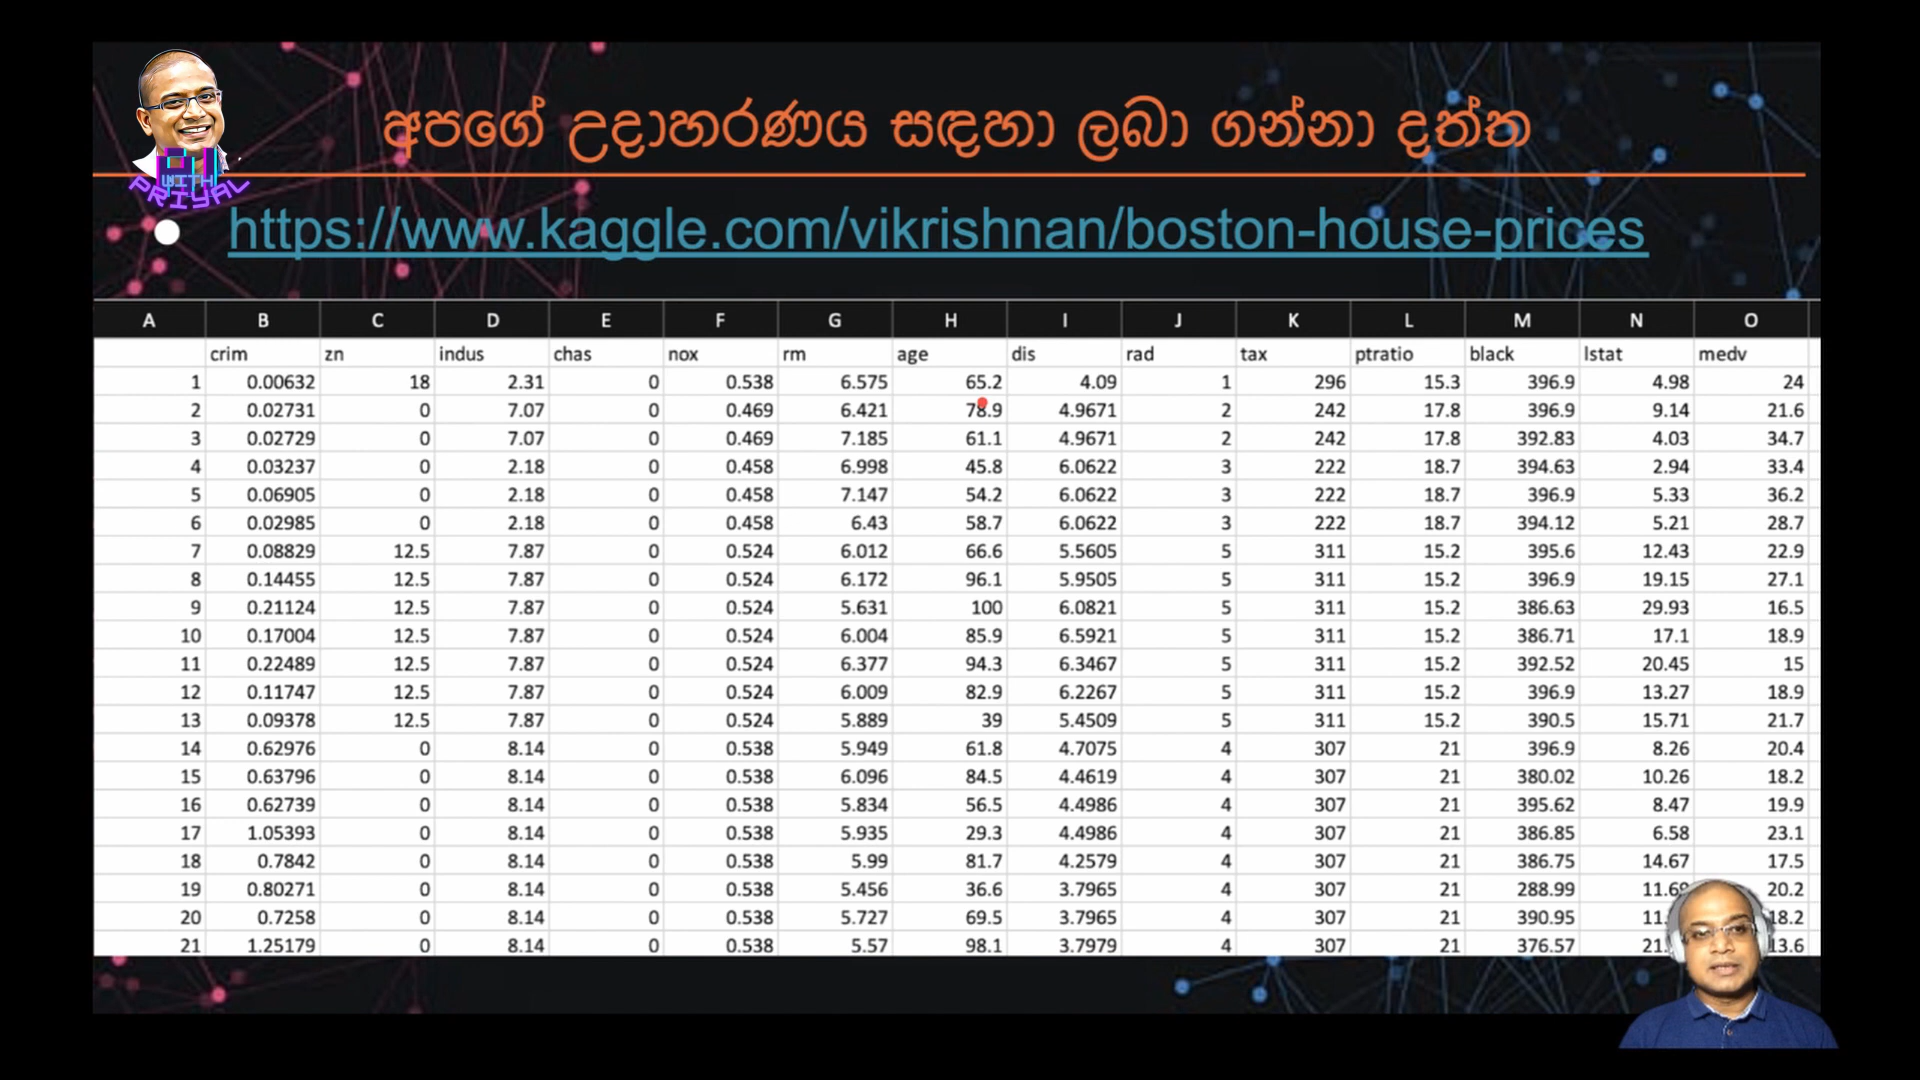 අපගේ උදාහරණය සඳහා ලබා ගන්නා දත්ත
WITH
PRIYAL
https://www.kaggle.com/vikrishnan/boston-house-prices
A B C D E F G H I J K L M N O
crim zn indus chas nox rm age dis rad tax ptratio black lstat medv
1 0.00632 18 2.31 0 0.538 6.575 65.2 4.09 1 296 15.3 396.9 4.98 24
2 0.02731 0 7.07 0 0.469 6.421 78.9 4.9671 2 242 17.8 396.9 9.14 21.6
3 0.02729 0 7.07 0 0.469 7.185 61.1 4.9671 2 242 17.8 392.83 4.03 34.7
4 0.03237 0 2.18 0 0.458 6.998 45.8 6.0622 3 222 18.7 394.63 2.94 33.4
5 0.06905 0 2.18 0 0.458 7.147 54.2 6.0622 3 222 18.7 396.9 5.33 36.2
6 0.02985 0 2.18 0 0.458 6.43 58.7 6.0622 3 222 18.7 394.12 5.21 28.7
7 0.08829 12.5 7.87 0 0.524 6.012 66.6 5.5605 5 311 15.2 395.6 12.43 22.9
8 0.14455 12.5 7.87 0 0.524 6.172 96.1 5.9505 5 311 15.2 396.9 19.15 27.1
9 0.21124 12.5 7.87 0 0.524 5.631 100 6.0821 5 311 15.2 386.63 29.93 16.5
10 0.17004 12.5 7.87 0 0.524 6.004 85.9 6.5921 5 311 15.2 386.71 17.1 18.9
11 0.22489 12.5 7.87 0 0.524 6.377 94.3 6.3467 5 311 15.2 392.52 20.45 15
12 0.11747 12.5 7.87 0 0.524 6.009 82.9 6.2267 5 311 15.2 396.9 13.27 18.9
13 0.09378 12.5 7.87 0 0.524 5.889 39 5.4509 5 311 15.2 390.5 15.71 21.7
14 0.62976 0 8.14 0 0.538 5.949 61.8 4.7075 4 307 21 396.9 8.26 20.4
15 0.63796 0 8.14 0 0.538 6.096 84.5 4.4619 4 307 21 380.02 10.26 18.2
16 0.62739 0 8.14 0 0.538 5.834 56.5 4.4986 4 307 21 395.62 8.47 19.9
17 1.05393 0 8.14 0 0.538 5.935 29.3 4.4986 4 307 21 386.85 6.58 23.1
18 0.7842 0 8.14 0 0.538 5.99 81.7 4.2579 4 307 21 386.75 14.67 17.5
19 0.80271 0 8.14 0 0.538 5.456 36.6 3.7965 4 307 21 288.99 20.2
20 0.7258 0 8.14 0 0.538 5.727 69.5 3.7965 4 307 21 390.95
21 1.25179 0 8.14 0 0.538 5.57 98.1 3.7979 4 307 21 376.57